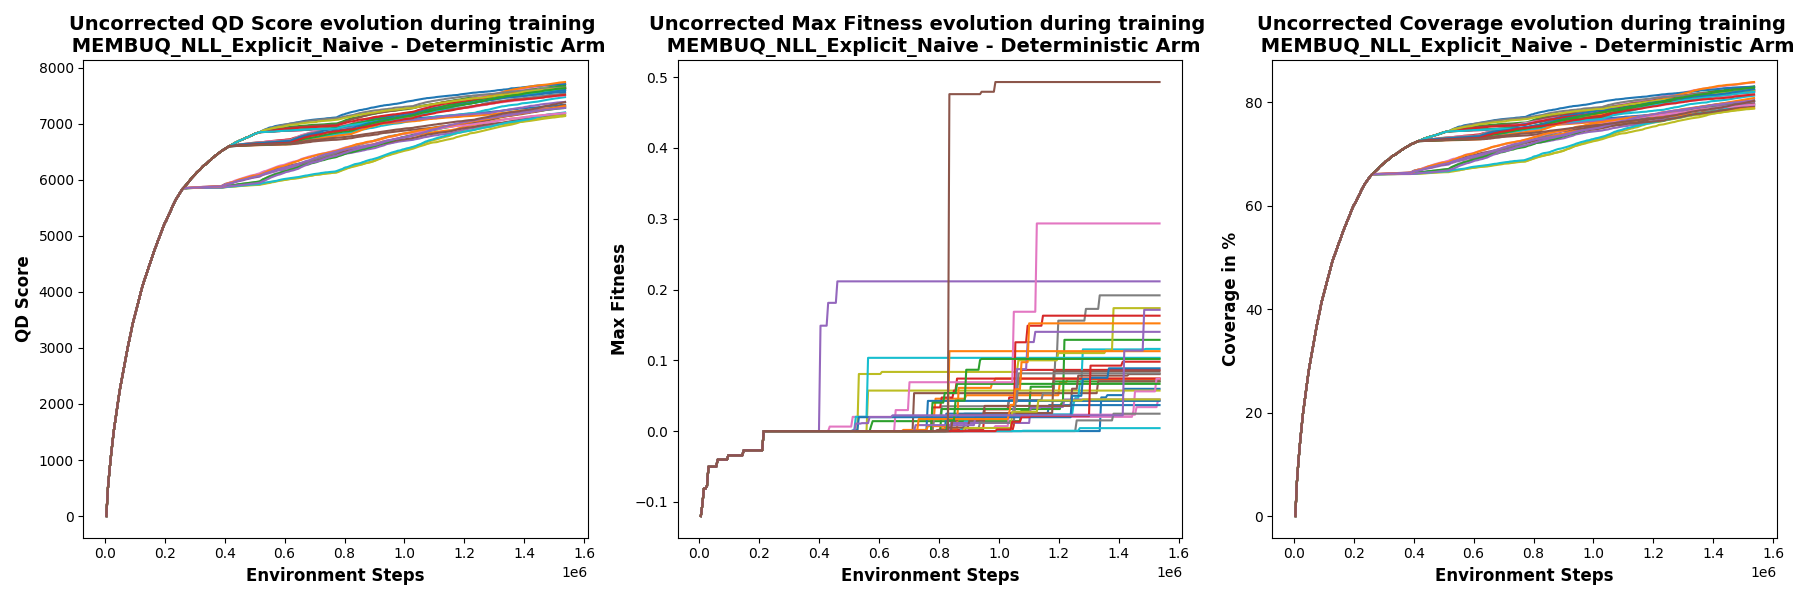 Uncorrected QD Score evolution during training
MEMBUQ_NLL_Explicit_Naive - Deterministic Arm
8000
7000
6000
5000
4000
3000
2000
1000
0
QD Score
0.0 0.2 0.4 0.6 0.8 1.0 1.2 1.4 1.6
1e6
Environment Steps
Uncorrected Max Fitness evolution during training
MEMBUQ_NLL_Explicit_Naive - Deterministic Arm
0.5
0.4
0.3
0.2
0.1
0.0
−0.1
Max Fitness
0.0 0.2 0.4 0.6 0.8 1.0 1.2 1.4 1.6
1e6
Environment Steps
Uncorrected Coverage evolution during training
MEMBUQ_NLL_Explicit_Naive - Deterministic Arm
80
60
40
20
0
Coverage in %
0.0 0.2 0.4 0.6 0.8 1.0 1.2 1.4 1.6
1e6
Environment Steps